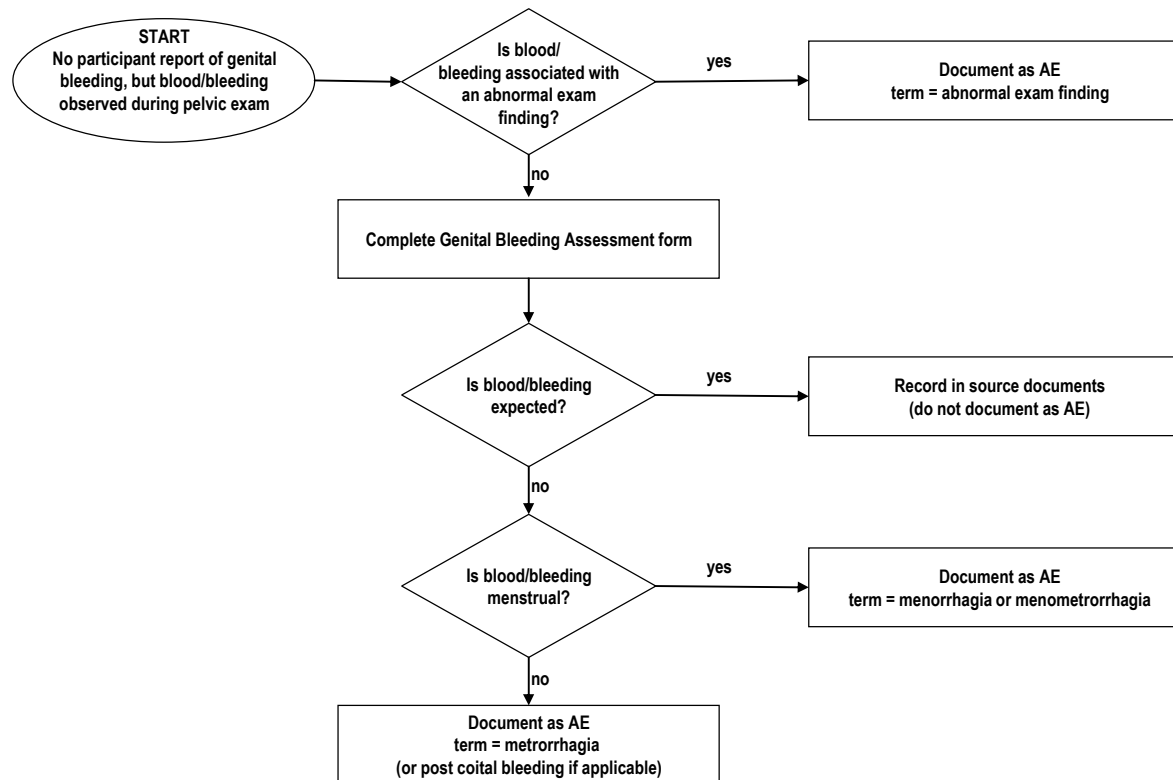 START
No participant report of genital
bleeding, but blood/bleeding
observed during pelvic exam
Is blood/
bleeding associated with
an abnormal exam
finding?
yes
Document as AE
term = abnormal exam finding
no
Complete Genital Bleeding Assessment form
Is blood/bleeding
expected?
yes
Record in source documents
(do not document as AE)
no
Is blood/bleeding
menstrual?
yes
Document as AE
term = menorrhagia or menometrorrhagia
no
Document as AE
term = metrorrhagia
(or post coital bleeding if applicable)